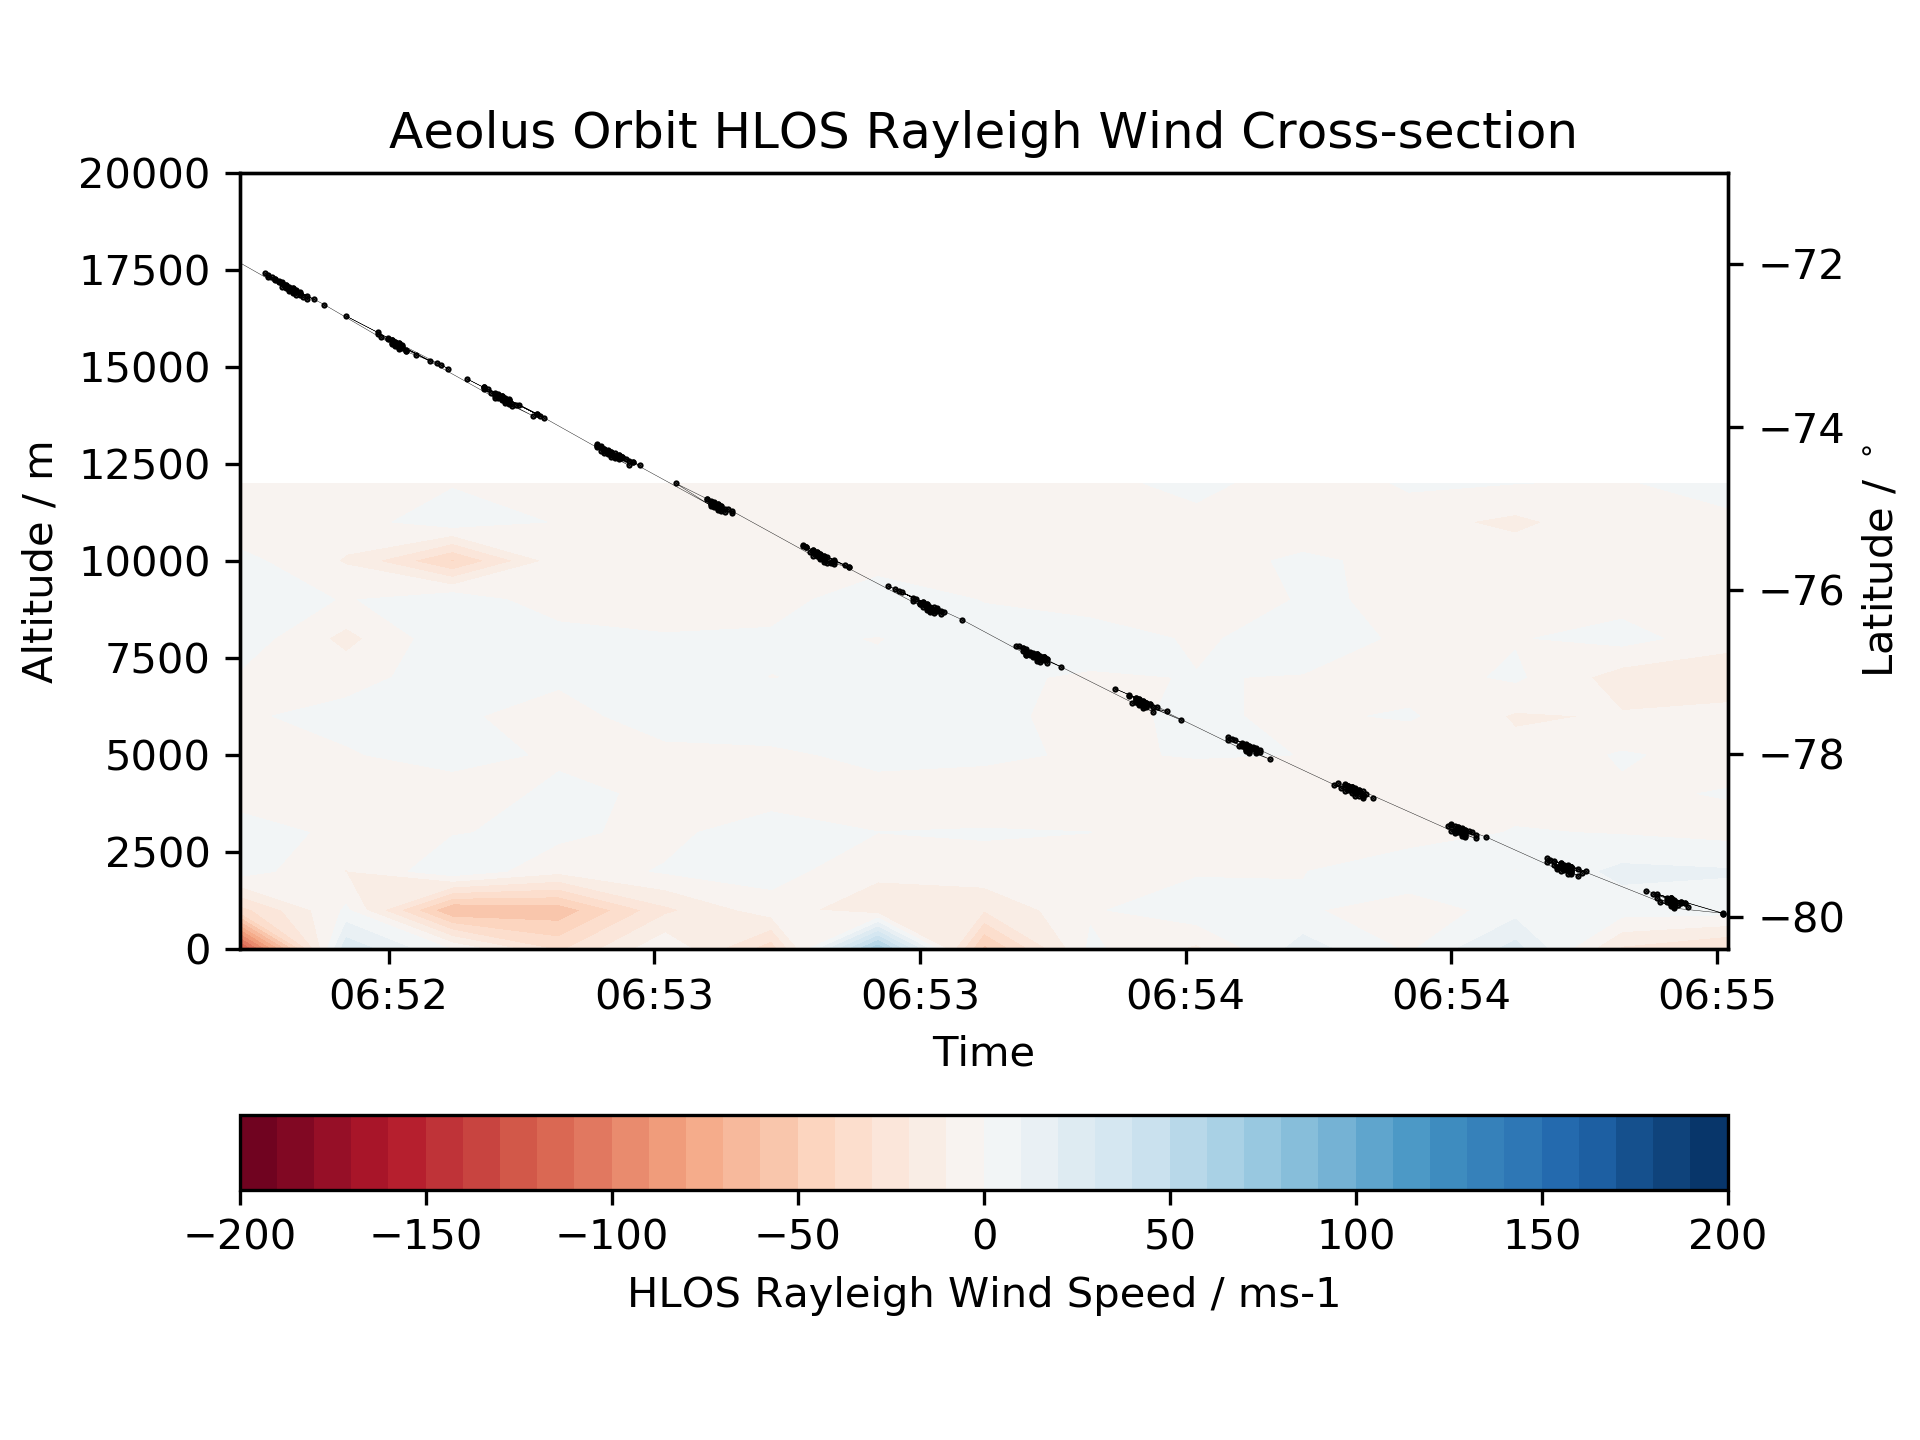 Aeolus Orbit HLOS Rayleigh Wind Cross-section
20000
17500
15000
12500
10000
7500
5000
2500
0
Altitude / m
−72
−74
−76
−78
−80
Latitude / °
06:52 06:53 06:53 06:54 06:54 06:55
Time
−200 −150 −100 −50 0 50 100 150 200
HLOS Rayleigh Wind Speed / ms-1